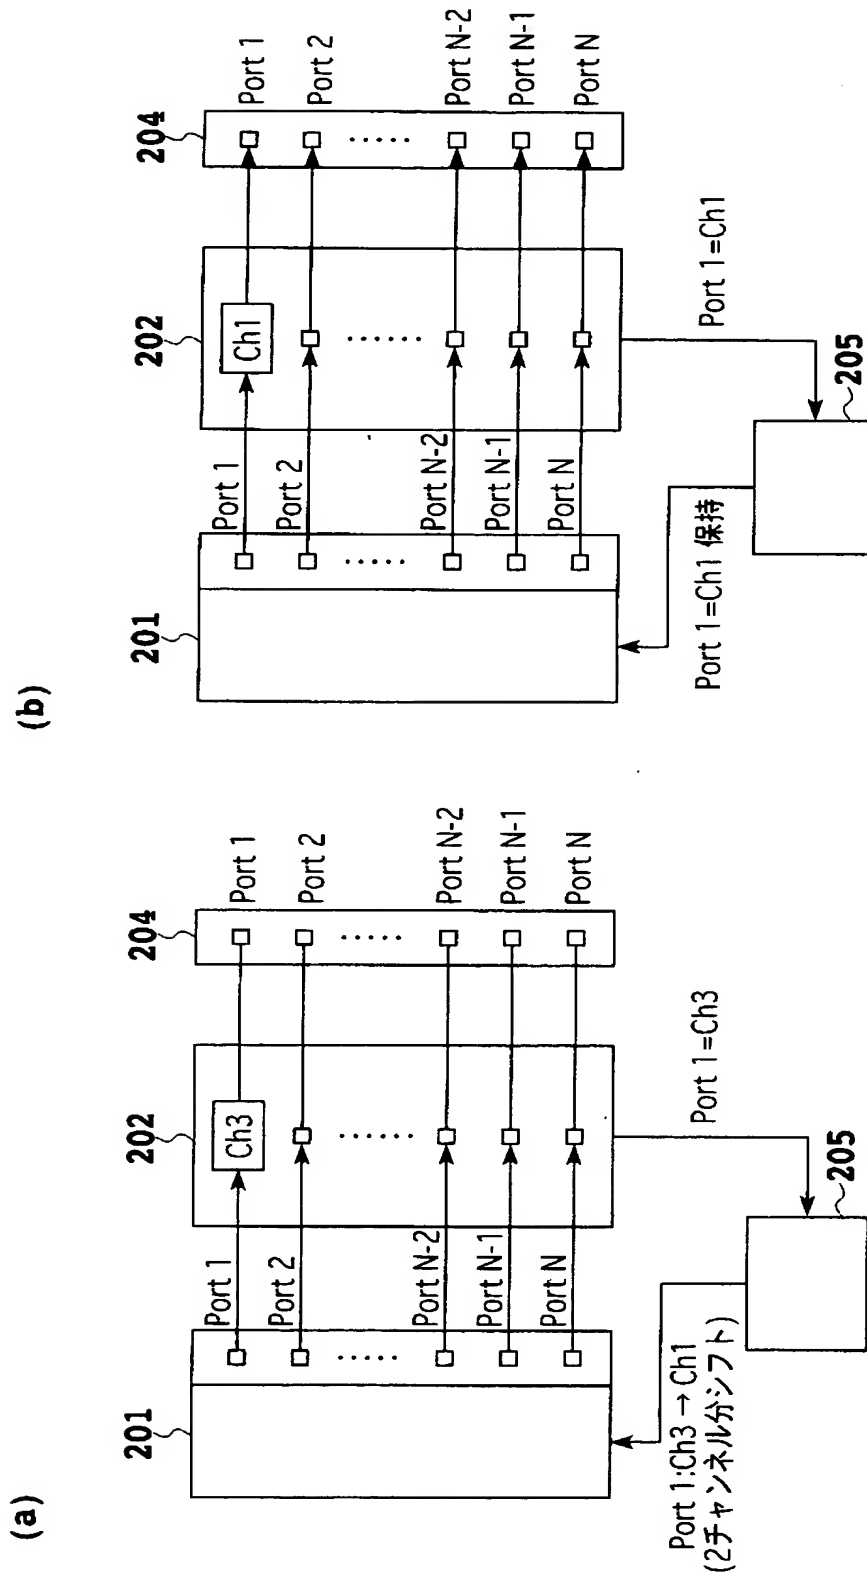 (a)
201
202
204
Port 1
Port 2
Port N-2
Port N-1
Port N
Ch3
Port 1
Port 2
Port N-2
Port N-1
Port N
Port 1:Ch3→Ch1
(2チャンネル分シフト)
Port 1=Ch3
205
(b)
201
202
204
Port 1
Port 2
Port N-2
Port N-1
Port N
Ch1
Port 1
Port 2
Port N-2
Port N-1
Port N
Port 1=Ch1 保持
Port 1=Ch1
205